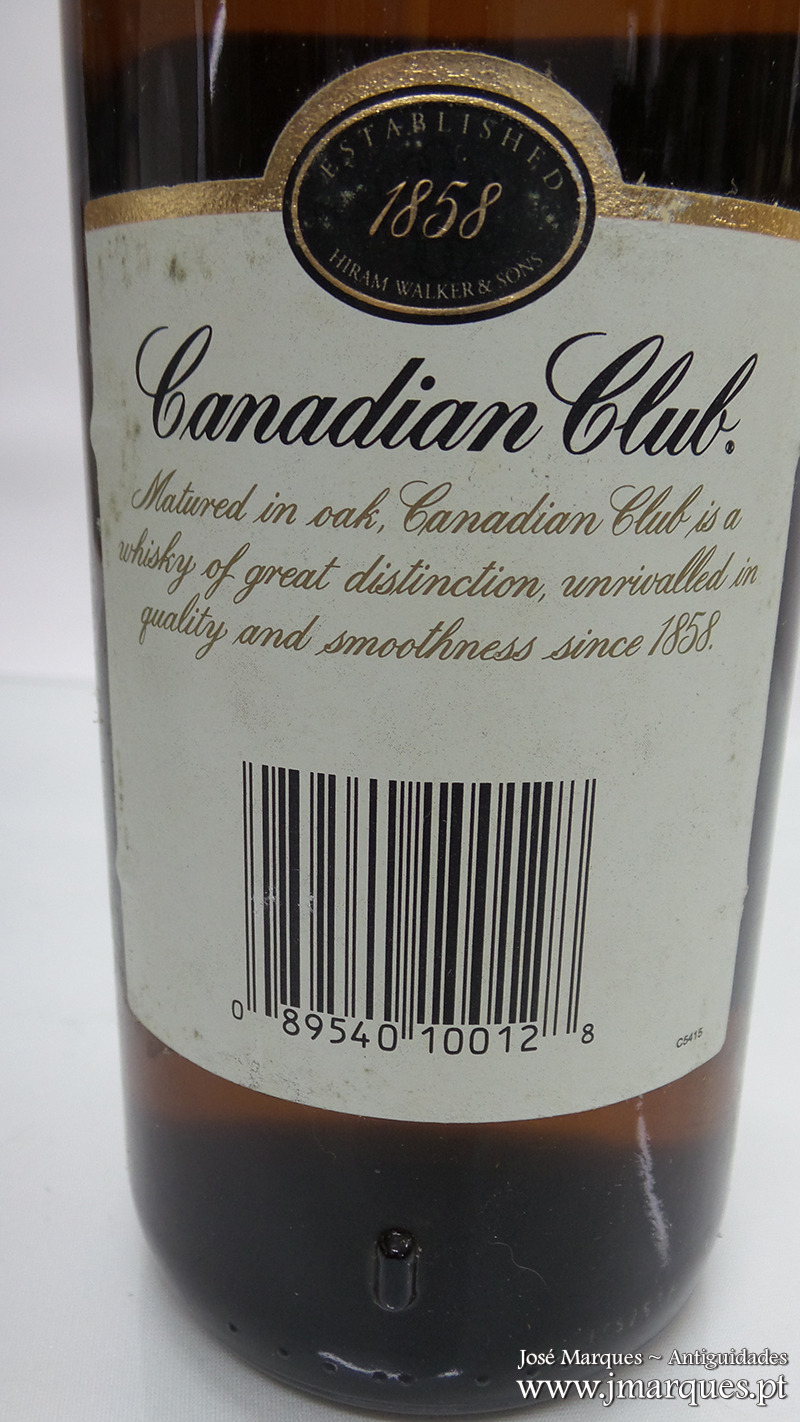 ESTABLISHED
1858
HIRAM WALKER & SONS
Canadian Club.
Matured in oak, Canadian Club is a
whisky of great distinction, unrivalled in
quality and smoothness since 1858.
0 89540 10012 8
C5415
José Marques ~ Antiguidades
www.jmarques.pt